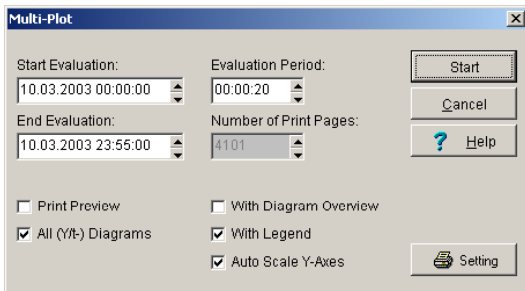 Multi-Plot
Start Evaluation:
10.03.2003 00:00:00
Evaluation Period:
00:00:20
Start
End Evaluation:
10.03.2003 23:55:00
Number of Print Pages:
4101
Cancel
? Help
Print Preview
With Diagram Overview
All (Y/t-) Diagrams
With Legend
Auto Scale Y-Axes
Setting